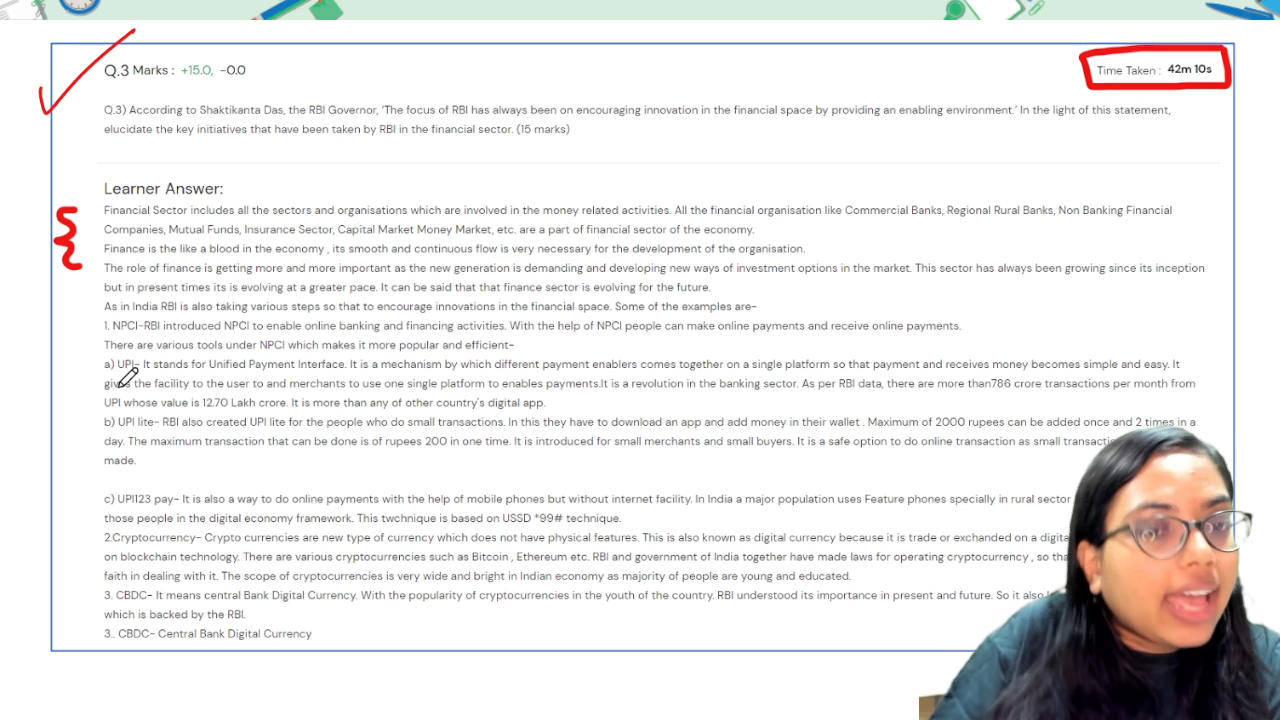 Q.3 Marks : +15.0, -0.0
Time Taken : 42m 10s
Q.3) According to Shaktikanta Das, the RBI Governor, 'The focus of RBI has always been on encouraging innovation in the financial space by providing an enabling environment.' In the light of this statement,
elucidate the key initiatives that have been taken by RBI in the financial sector. (15 marks)
Learner Answer:
Financial Sector includes all the sectors and organisations which are involved in the money related activities. All the financial organisation like Commercial Banks, Regional Rural Banks, Non Banking Financial
Companies, Mutual Funds, Insurance Sector, Capital Market Money Market, etc. are a part of financial sector of the economy.
Finance is the like a blood in the economy , its smooth and continuous flow is very necessary for the development of the organisation.
The role of finance is getting more and more important as the new generation is demanding and developing new ways of investment options in the market. This sector has always been growing since its inception
but in present times its is evolving at a greater pace. It can be said that that finance sector is evolving for the future.
As in India RBI is also taking various steps so that to encourage innovations in the financial space. Some of the examples are-
1. NPCI-RBI introduced NPCI to enable online banking and financing activities. With the help of NPCI people can make online payments and receive online payments.
There are various tools under NPCI which makes it more popular and efficient-
a) UPI- It stands for Unified Payment Interface. It is a mechanism by which different payment enablers comes together on a single platform so that payment and receives money becomes simple and easy. It
the facility to the user to and merchants to use one single platform to enables payments.It is a revolution in the banking sector. As per RBI data, there are more than786 crore transactions per month from
UPI whose value is 12.70 Lakh crore. It is more than any of other country's digital app.
b) UPI lite- RBI also created UPI lite for the people who do small transactions. In this they have to download an app and add money in their wallet . Maximum of 2000 rupees can be added once and 2 times in a
day. The maximum transaction that can be done is of rupees 200 in one time. It is introduced for small merchants and small buyers. It is a safe option to do online transaction as small
made.
c) UPI123 pay- It is also a way to do online payments with the help of mobile phones but without internet facility. In India a major population uses Feature phones specially in rural sector
those people in the digital economy framework. This twchnique is based on USSD *99# technique.
2.Cryptocurrency- Crypto currencies are new type of currency which does not have physical features. This is also known as digital currency because it is trade or exchanded on a
on blockchain technology. There are various cryptocurrencies such as Bitcoin , Ethereum etc. RBI and government of India together have made laws for operating cryptocurrency , so
faith in dealing with it. The scope of cryptocurrencies is very wide and bright in Indian economy as majority of people are young and educated.
3. CBDC- It means central Bank Digital Currency. With the popularity of cryptocurrencies in the youth of the country. RBI understood its importance in present and future. So it also
which is backed by the RBI.
3.. CBDC- Central Bank Digital Currency